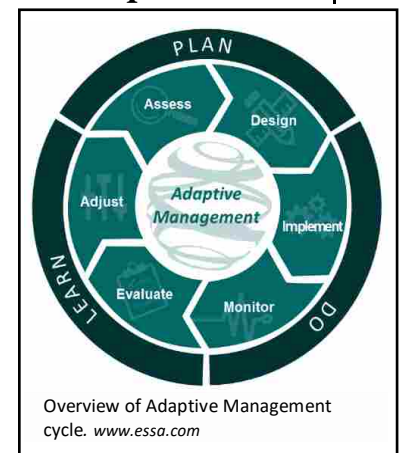 PLAN
Assess
Design
Adjust
Adaptive
Management
Implement
Evaluate
Monitor
LEARN
DO
Overview of Adaptive Management
cycle. www.essa.com